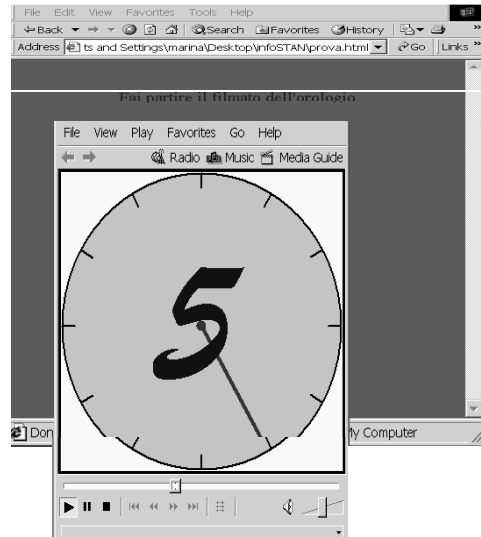 File Edit View Favorites Tools Help
Back Search Favorites History
Address ts and Settings\marina\Desktop\infoSTAN\prova.html Go Links
Fai partire il filmato dell'orologio
File View Play Favorites Go Help
Radio Music Media Guide
5
Don My Computer